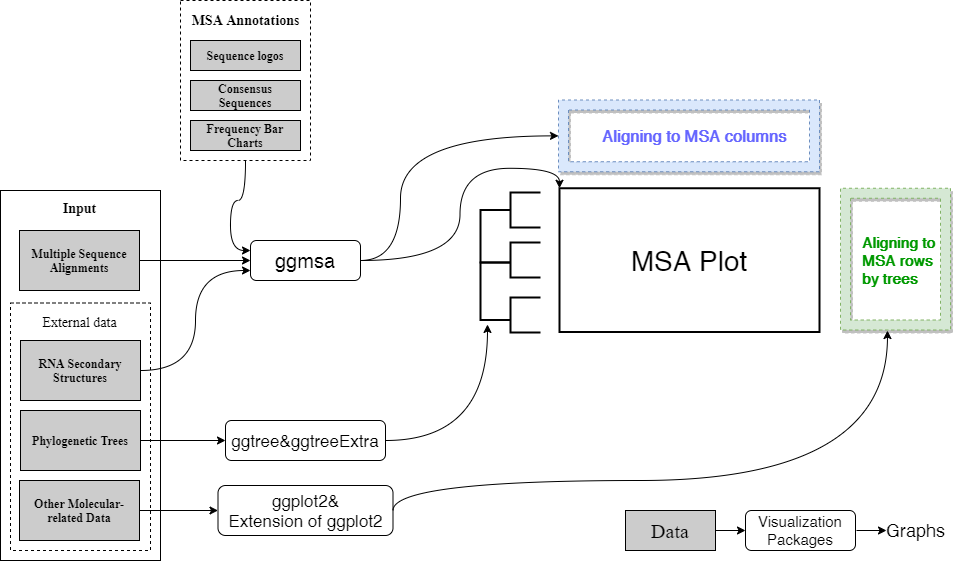 MSA Annotations
Sequence logos
Consensus
Sequences
Frequency Bar
Charts
Input
Multiple Sequence
Alignments
External data
RNA Secondary
Structures
Phylogenetic Trees
Other Molecular-
related Data
ggmsa
ggtree&ggtreeExtra
ggplot2&
Extension of ggplot2
Aligning to MSA columns
MSA Plot
Aligning to
MSA rows
by trees
Data
Visualization
Packages
Graphs